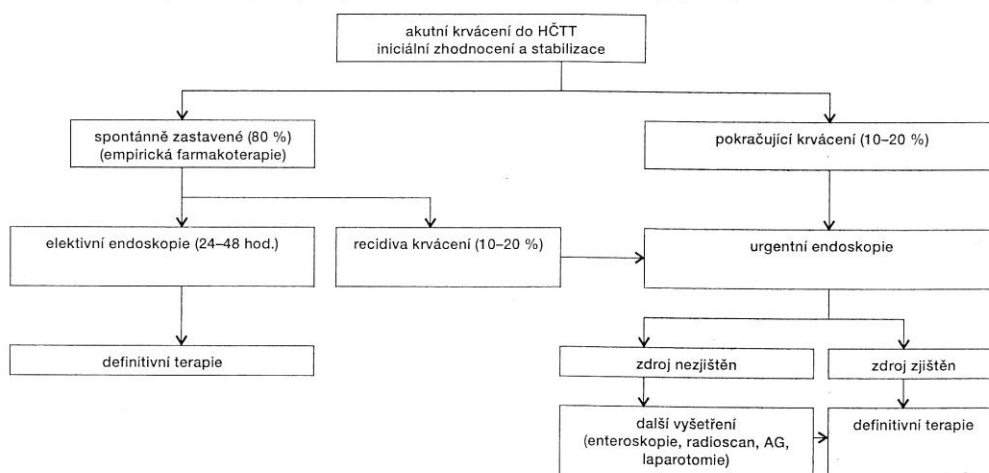 akutní krvácení do HČTT
iniciální zhodnocení a stabilizace
spontánně zastavené (80 %)
(empirická farmakoterapie)
pokračující krvácení (10–20 %)
elektivní endoskopie (24–48 hod.)
recidiva krvácení (10–20 %)
urgentní endoskopie
definitivní terapie
zdroj nezjištěn
zdroj zjištěn
další vyšetření
(enteroskopie, radioscan, AG,
laparotomie)
definitivní terapie